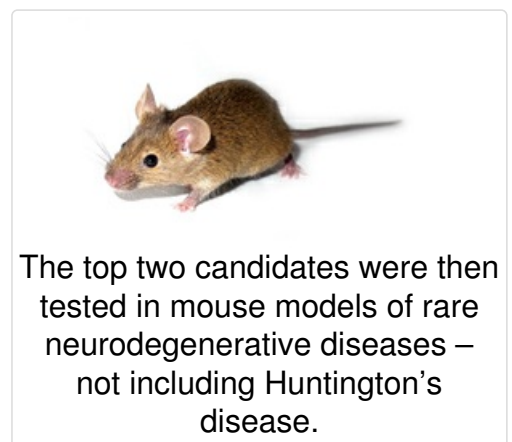 The top two candidates were then
tested in mouse models of rare
neurodegenerative diseases –
not including Huntington’s
disease.